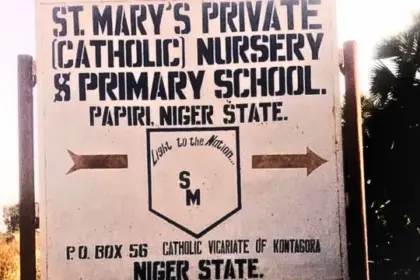 ST. MARY'S PRIVATE
(CATHOLIC) NURSERY
& PRIMARY SCHOOL.
PAPIRI, NIGER STATE.
Light to the Nation...
S
M
P.O. BOX 56 CATHOLIC VICARIATE OF KONTAGORA
NIGER STATE.